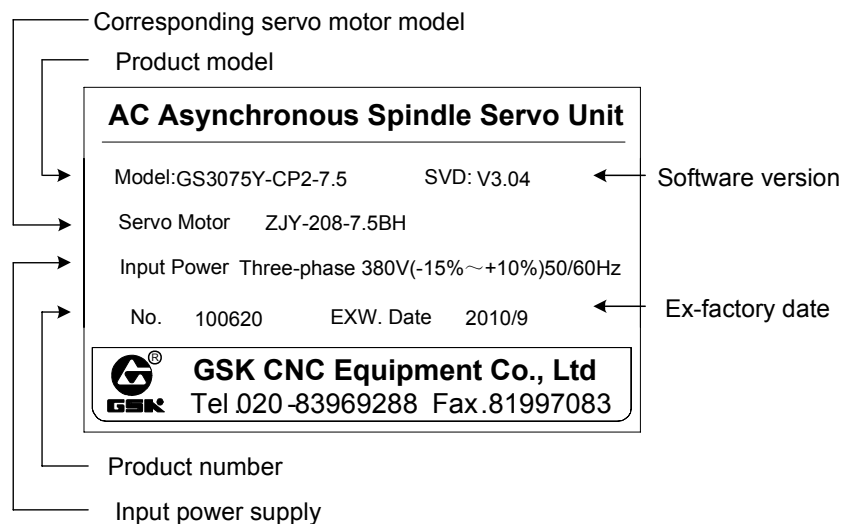 Corresponding servo motor model
Product model
AC Asynchronous Spindle Servo Unit
Model:GS3075Y-CP2-7.5 SVD: V3.04
Software version
Servo Motor ZJY-208-7.5BH
Input Power Three-phase 380V(-15%～+10%)50/60Hz
No. 100620 EXW. Date 2010/9
Ex-factory date
® GSK CNC Equipment Co., Ltd
GSK Tel.020-83969288 Fax.81997083
Product number
Input power supply